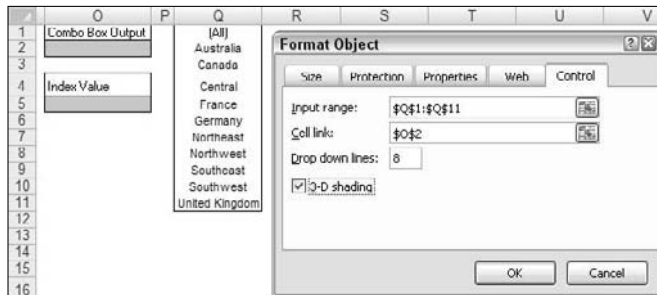 O P Q R S T U V
1 Combo Box Output (All)
2 Australia
3 Canada
4 Index Value Central
5 France
6 Germany
7 Northeast
8 Northwest
9 Southeast
10 Southwest
11 United Kingdom
12
13
14
15
16
Format Object
Size Protection Properties Web Control
Input range: $Q$1:$Q$11
Cell link: $O$2
Drop down lines: 8
3-D shading
OK Cancel